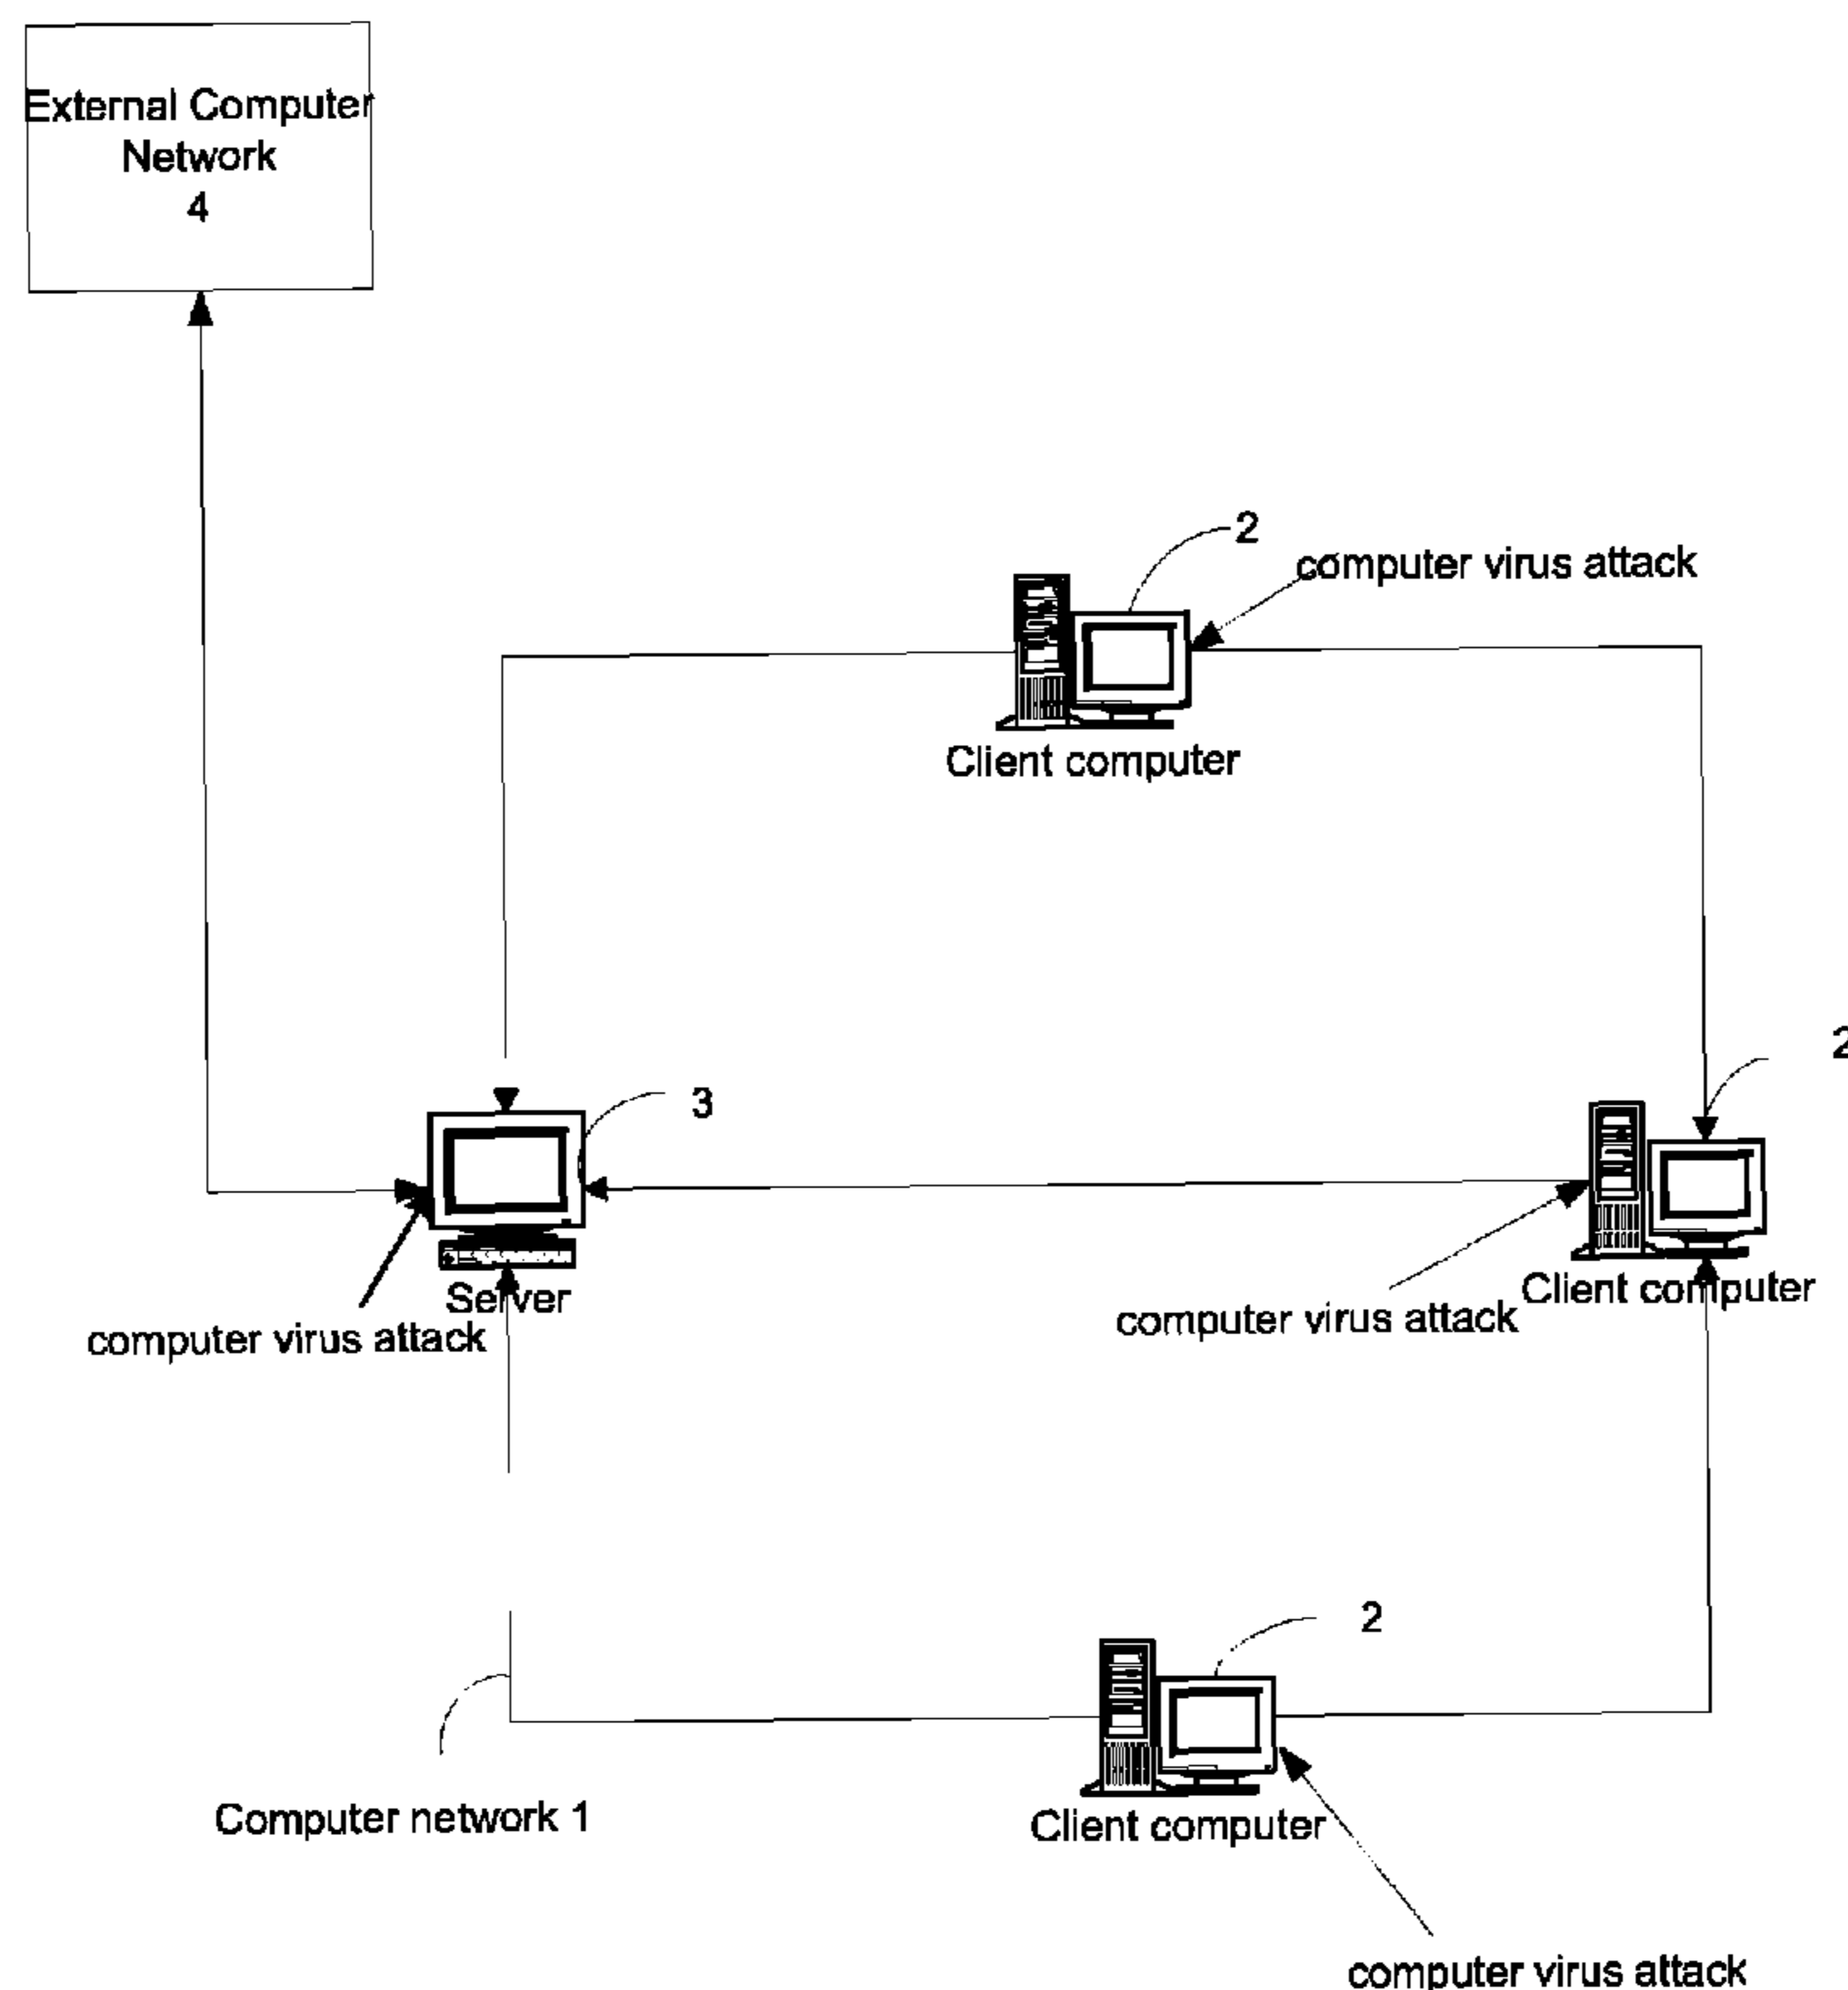 External Computer
Network
4
2
computer virus attack
Client computer
2
3
Server
computer virus attack
Client computer
computer virus attack
2
Computer network 1
Client computer
computer virus attack